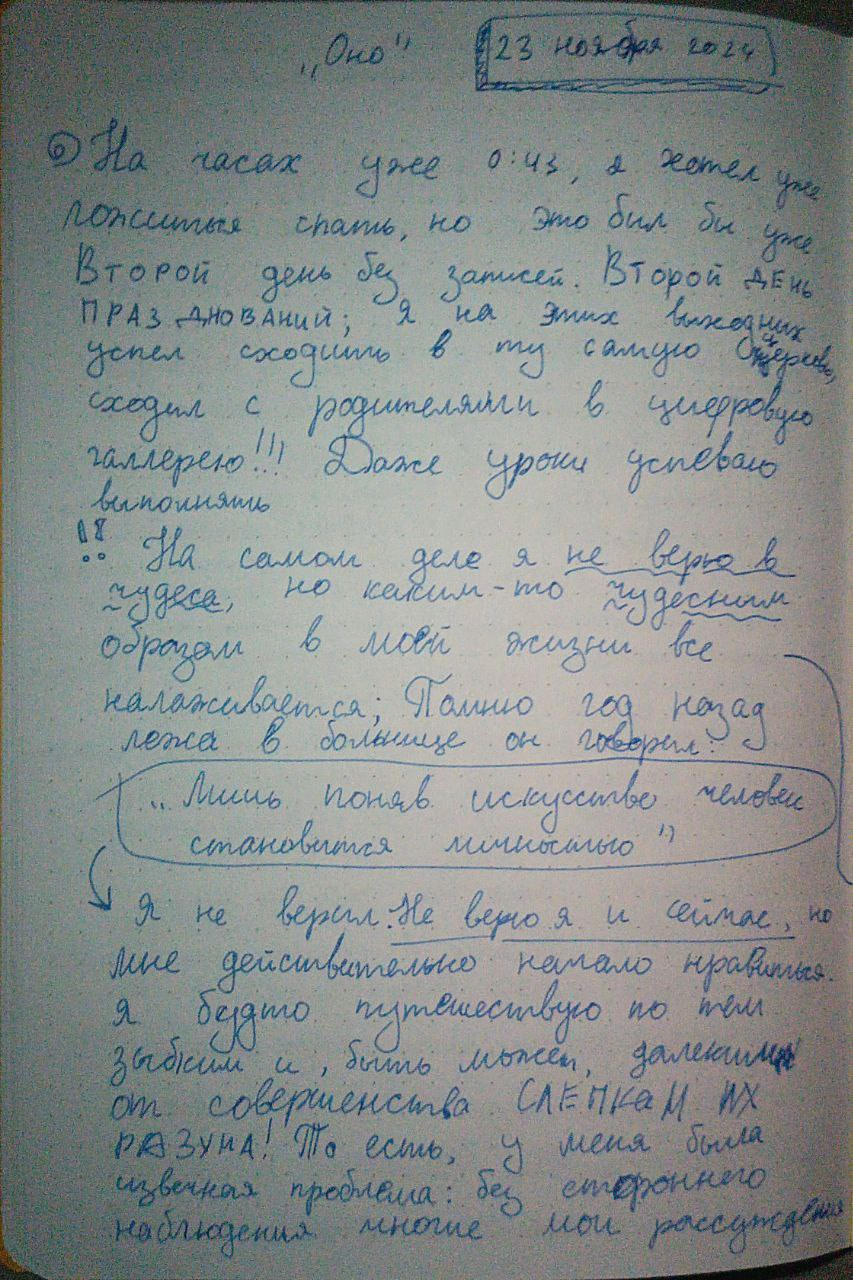 „Оно"
23 ноября 2024
6) На часах уже 0:43, я хотел уже
ложиться спать, но это был бы уже
Второй день без записей. Второй день
ПРАЗДНОВАНИЙ; Я на этих выходных
успел сходить в ту самую
сходил с родителями в цифровую
галлерею!!! Даже уроки успеваю
выполнять
!! На самом деле я не верю в
чудеса, но каким-то чудесным
образом в моей жизни все
налаживается; Помню год назад
лежа в больнице он говорил:
„Лишь поняв искусство человек
становится личностью"
Я не верил. Не верю я и сейчас, но
мне действительно начало нравиться.
Я будто путешествую по тем
зыбким и, быть может, далеким
от совершенства СЛЕПКАМ ИХ
РАЗУМА! То есть, у меня была
извечная проблема: без стороннего
наблюдения многие мои рассуждения